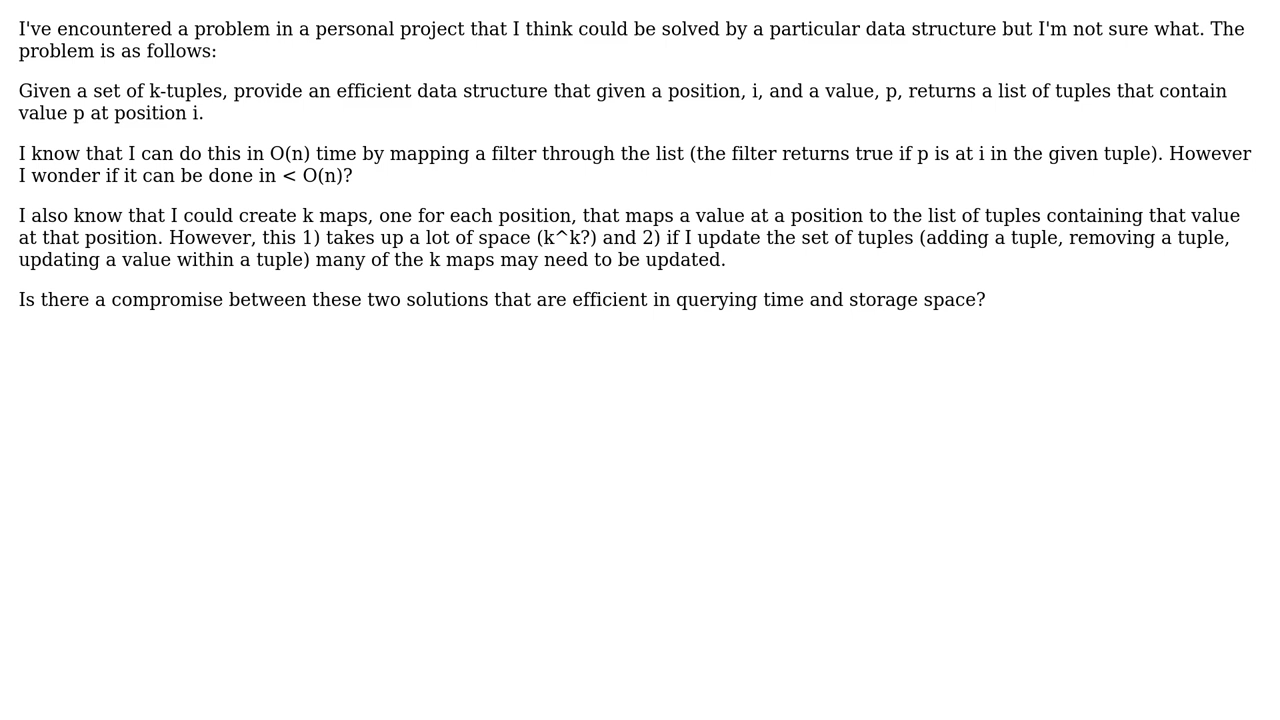 I've encountered a problem in a personal project that I think could be solved by a particular data structure but I'm not sure what. The
problem is as follows:
Given a set of k-tuples, provide an efficient data structure that given a position, i, and a value, p, returns a list of tuples that contain
value p at position i.
I know that I can do this in O(n) time by mapping a filter through the list (the filter returns true if p is at i in the given tuple). However
I wonder if it can be done in < O(n)?
I also know that I could create k maps, one for each position, that maps a value at a position to the list of tuples containing that value
at that position. However, this 1) takes up a lot of space (k^k?) and 2) if I update the set of tuples (adding a tuple, removing a tuple,
updating a value within a tuple) many of the k maps may need to be updated.
Is there a compromise between these two solutions that are efficient in querying time and storage space?